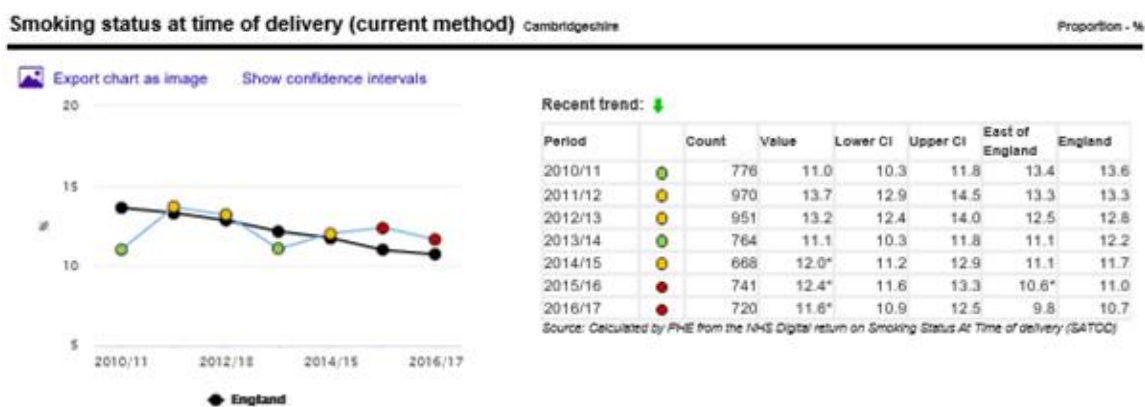 Smoking status at time of delivery (current method) Cambridgeshire Proportion - %
Export chart as image Show confidence intervals
20
15
%
10
5
2010/11 2012/13 2014/15 2016/17
England
Recent trend:
Period Count Value Lower CI Upper CI East of England England
2010/11 776 11.0 10.3 11.8 13.4 13.6
2011/12 970 13.7 12.9 14.5 13.3 13.3
2012/13 951 13.2 12.4 14.0 12.5 12.8
2013/14 764 11.1 10.3 11.8 11.1 12.2
2014/15 668 12.0* 11.2 12.9 11.1 11.7
2015/16 741 12.4* 11.6 13.3 10.6* 11.0
2016/17 720 11.6* 10.9 12.5 9.8 10.7
Source: Calculated by PHE from the NHS Digital return on Smoking Status At Time of delivery (SATOD)